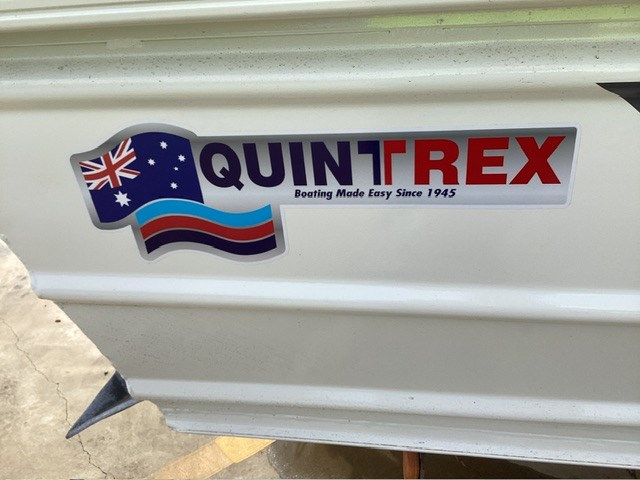 QUINTREX
Boating Made Easy Since 1945